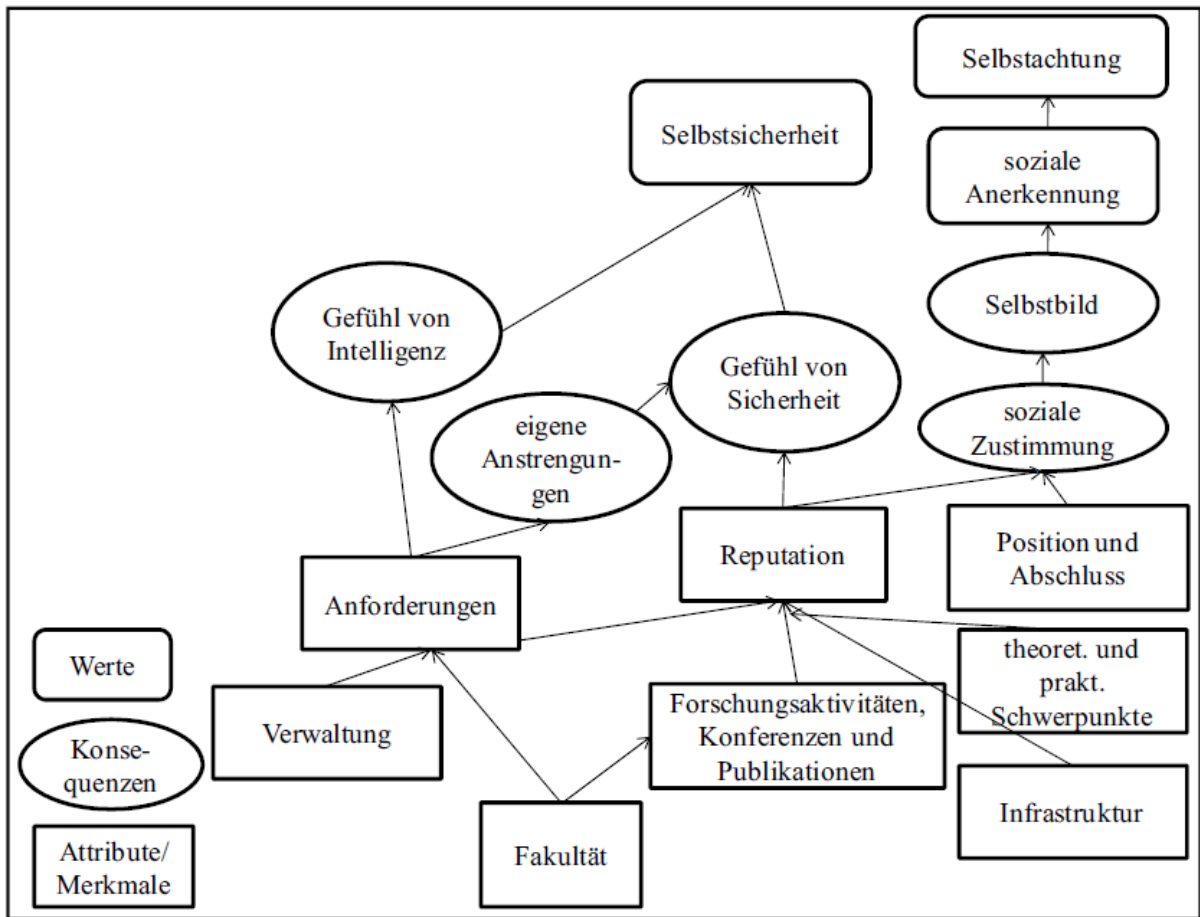 Selbstachtung
Selbstsicherheit
soziale
Anerkennung
Gefühl von
Intelligenz
Selbstbild
Gefühl von
Sicherheit
eigene
Anstrengun-
gen
soziale
Zustimmung
Anforderungen
Reputation
Position und
Abschluss
Werte
Verwaltung
Forschungsaktivitäten,
Konferenzen und
Publikationen
theoret. und
prakt.
Schwerpunkte
Konse-
quenzen
Infrastruktur
Attribute/
Merkmale
Fakultät